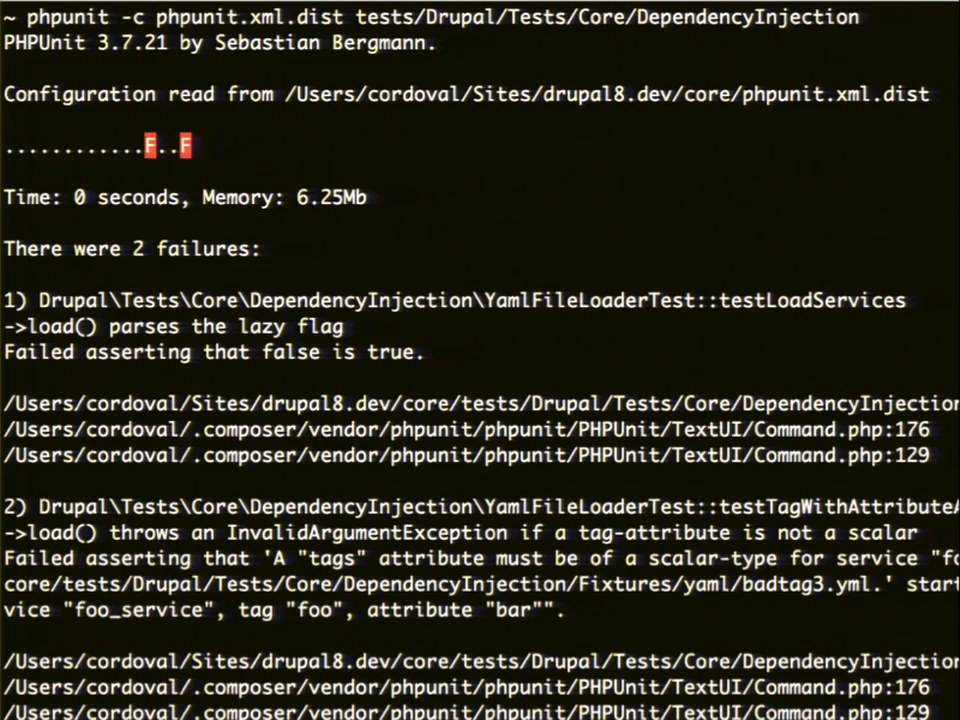 ~ phpunit -c phpunit.xml.dist tests/Drupal/Tests/Core/DependencyInjection
PHPUnit 3.7.21 by Sebastian Bergmann.
Configuration read from /Users/cordoval/Sites/drupal8.dev/core/phpunit.xml.dist
............F..F
Time: 0 seconds, Memory: 6.25Mb
There were 2 failures:
1) Drupal\Tests\Core\DependencyInjection\YamlFileLoaderTest::testLoadServices
->load() parses the lazy flag
Failed asserting that false is true.
/Users/cordoval/Sites/drupal8.dev/core/tests/Drupal/Tests/Core/DependencyInjection
/Users/cordoval/.composer/vendor/phpunit/phpunit/PHPUnit/TextUI/Command.php:176
/Users/cordoval/.composer/vendor/phpunit/phpunit/PHPUnit/TextUI/Command.php:129
2) Drupal\Tests\Core\DependencyInjection\YamlFileLoaderTest::testTagWithAttributeA
->load() throws an InvalidArgumentException if a tag-attribute is not a scalar
Failed asserting that 'A "tags" attribute must be of a scalar-type for service "fo
core/tests/Drupal/Tests/Core/DependencyInjection/Fixtures/yaml/badtag3.yml.' start
vice "foo_service", tag "foo", attribute "bar"".
/Users/cordoval/Sites/drupal8.dev/core/tests/Drupal/Tests/Core/DependencyInjection
/Users/cordoval/.composer/vendor/phpunit/phpunit/PHPUnit/TextUI/Command.php:176
/Users/cordoval/.composer/vendor/phpunit/phpunit/PHPUnit/TextUI/Command.php:129